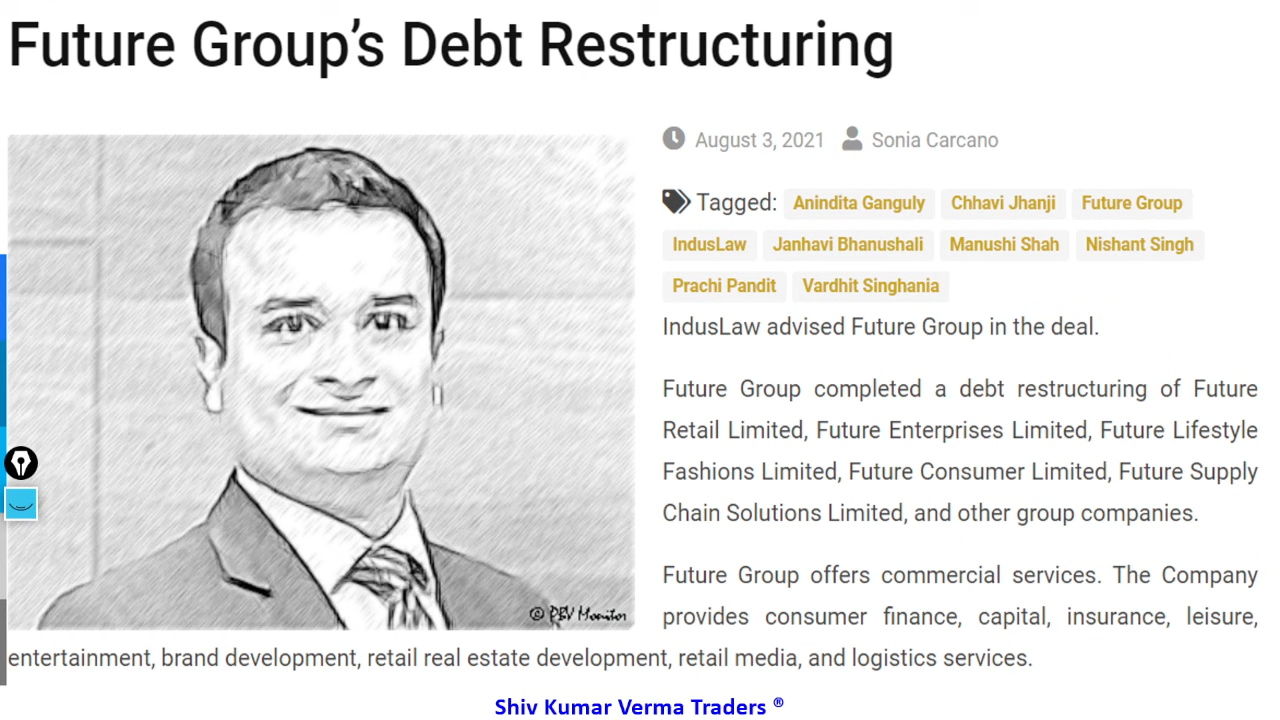 Future Group’s Debt Restructuring
August 3, 2021 Sonia Carcano
Tagged: Anindita Ganguly Chhavi Jhanji Future Group
IndusLaw Janhavi Bhanushali Manushi Shah Nishant Singh
Prachi Pandit Vardhit Singhania
IndusLaw advised Future Group in the deal.
Future Group completed a debt restructuring of Future
Retail Limited, Future Enterprises Limited, Future Lifestyle
Fashions Limited, Future Consumer Limited, Future Supply
Chain Solutions Limited, and other group companies.
Future Group offers commercial services. The Company
© PBV Monitor
provides consumer finance, capital, insurance, leisure,
entertainment, brand development, retail real estate development, retail media, and logistics services.
Shiv Kumar Verma Traders ®